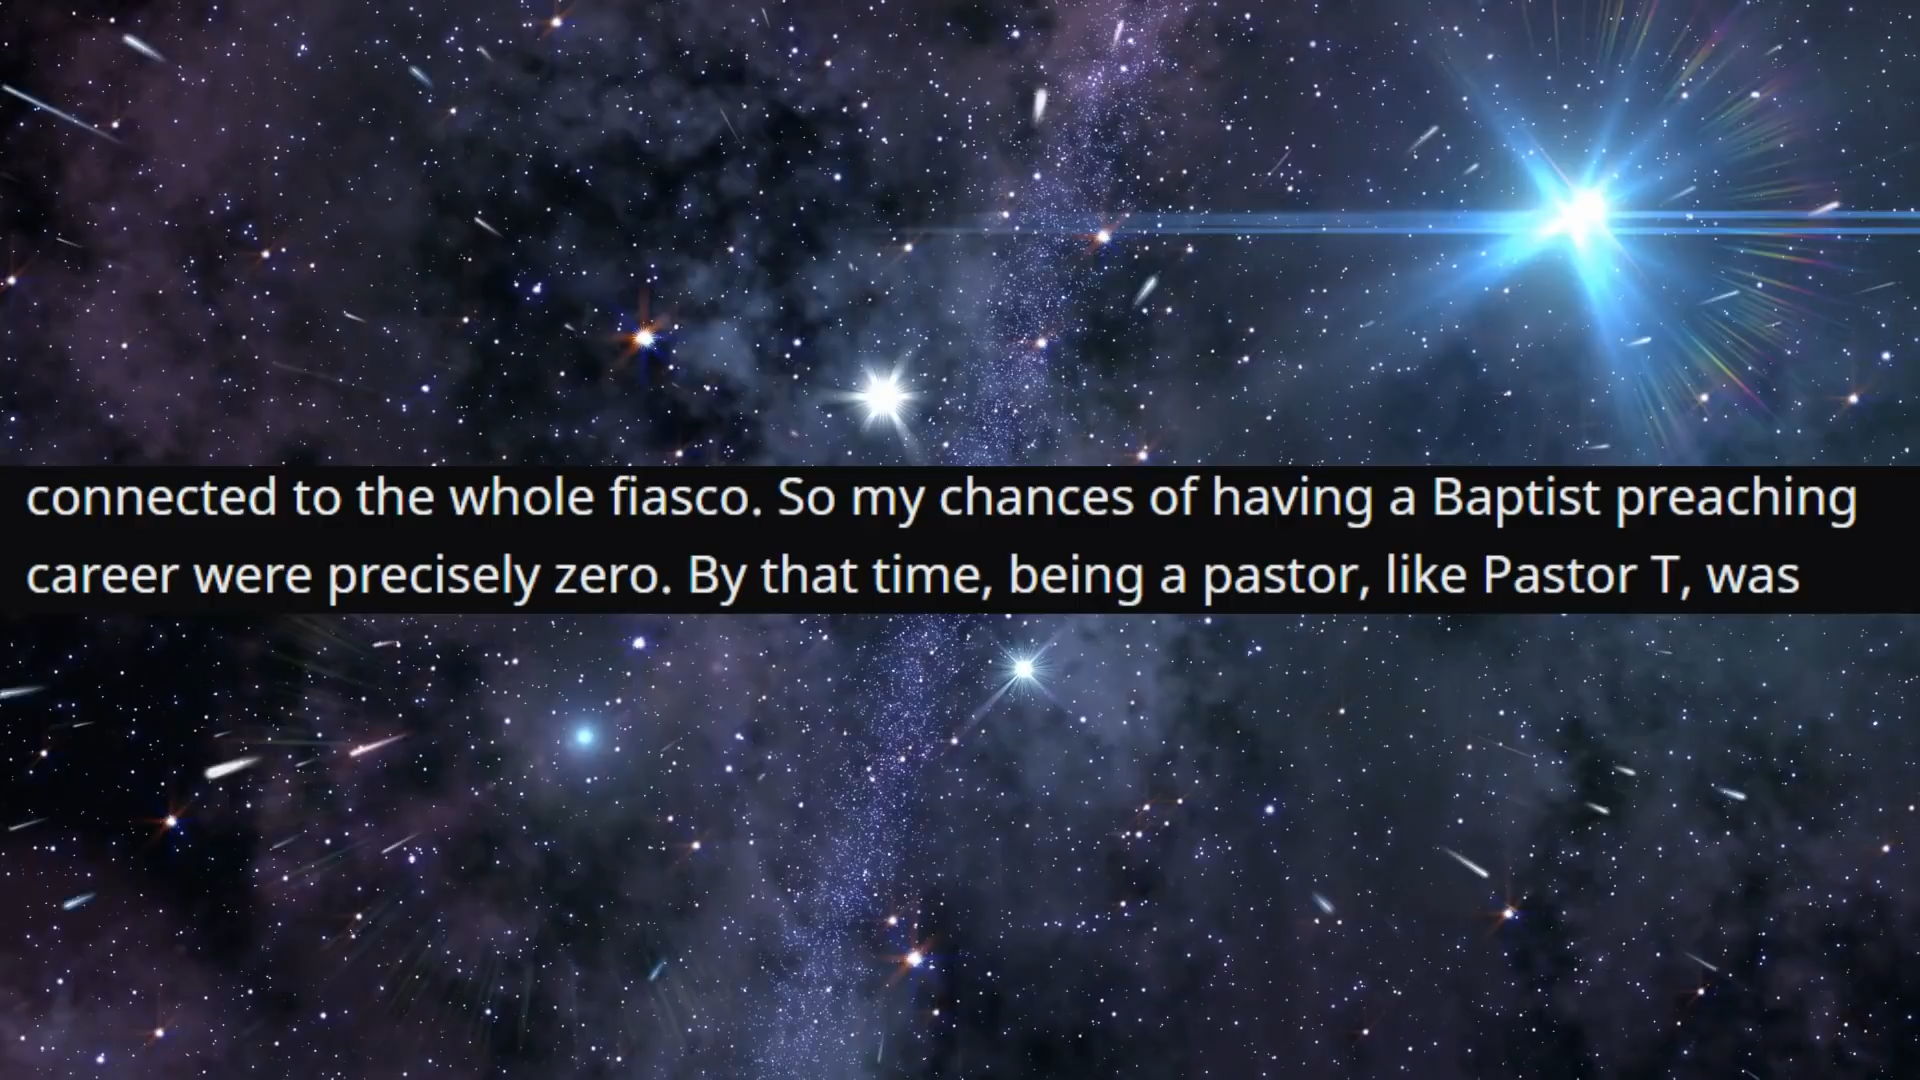 connected to the whole fiasco. So my chances of having a Baptist preaching
career were precisely zero. By that time, being a pastor, like Pastor T, was